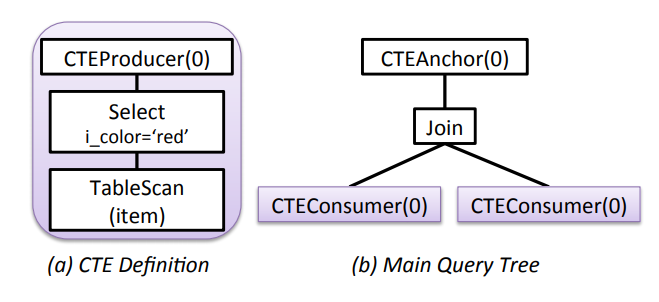 CTEProducer(0)
Select
i_color=‘red’
TableScan
(item)
(a) CTE Definition
CTEAnchor(0)
Join
CTEConsumer(0)
CTEConsumer(0)
(b) Main Query Tree